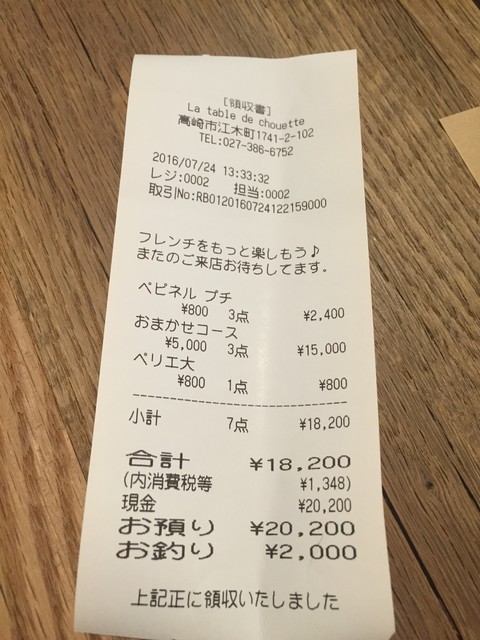 [領収書]
La table de chouette
高崎市江木町1741-2-102
TEL:027-386-6752
2016/07/24 13:33:32
レジ:0002 担当:0002
取引No:RB0120160724122159000
フレンチをもっと楽しもう♪
またのご来店お待ちしてます。
ペピネル プチ
¥800 3点 ¥2,400
おまかせコース
¥5,000 3点 ¥15,000
ペリエ大
¥800 1点 ¥800
小計 7点 ¥18,200
合計 ¥18,200
(内消費税等 ¥1,348)
現金 ¥20,200
お預り ¥20,200
お釣り ¥2,000
上記正に領収いたしました